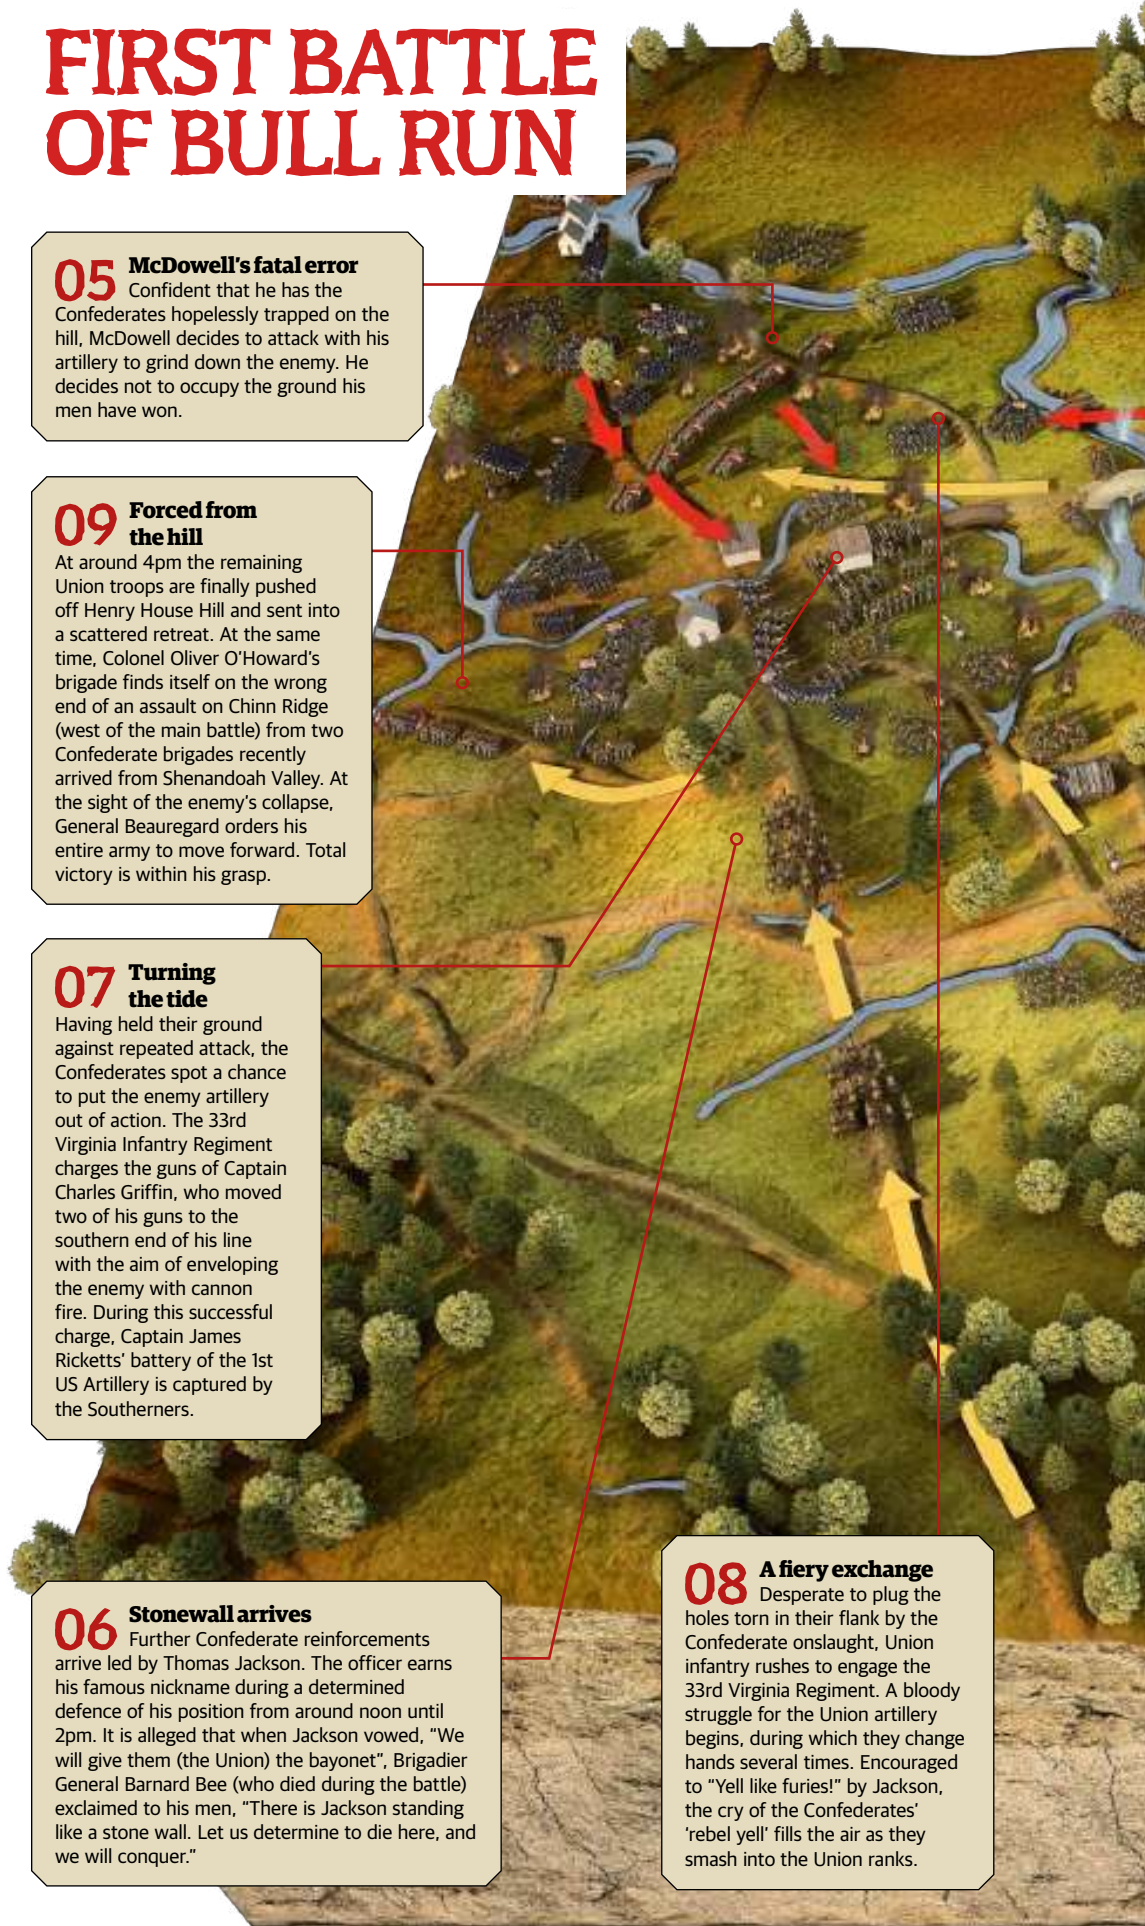 FIRST BATTLE
OF BULL RUN
05 McDowell's fatal error
Confident that he has the
Confederates hopelessly trapped on the
hill, McDowell decides to attack with his
artillery to grind down the enemy. He
decides not to occupy the ground his
men have won.
09 Forced from
the hill
At around 4pm the remaining
Union troops are finally pushed
off Henry House Hill and sent into
a scattered retreat. At the same
time, Colonel Oliver O'Howard's
brigade finds itself on the wrong
end of an assault on Chinn Ridge
(west of the main battle) from two
Confederate brigades recently
arrived from Shenandoah Valley. At
the sight of the enemy's collapse,
General Beauregard orders his
entire army to move forward. Total
victory is within his grasp.
07 Turning
the tide
Having held their ground
against repeated attack, the
Confederates spot a chance
to put the enemy artillery
out of action. The 33rd
Virginia Infantry Regiment
charges the guns of Captain
Charles Griffin, who moved
two of his guns to the
southern end of his line
with the aim of enveloping
the enemy with cannon
fire. During this successful
charge, Captain James
Ricketts' battery of the 1st
US Artillery is captured by
the Southerners.
06 Stonewall arrives
Further Confederate reinforcements
arrive led by Thomas Jackson. The officer earns
his famous nickname during a determined
defence of his position from around noon until
2pm. It is alleged that when Jackson vowed, "We
will give them (the Union) the bayonet", Brigadier
General Barnard Bee (who died during the battle)
exclaimed to his men, "There is Jackson standing
like a stone wall. Let us determine to die here, and
we will conquer."
08 A fiery exchange
Desperate to plug the
holes torn in their flank by the
Confederate onslaught, Union
infantry rushes to engage the
33rd Virginia Regiment. A bloody
struggle for the Union artillery
begins, during which they change
hands several times. Encouraged
to "Yell like furies!" by Jackson,
the cry of the Confederates'
'rebel yell' fills the air as they
smash into the Union ranks.